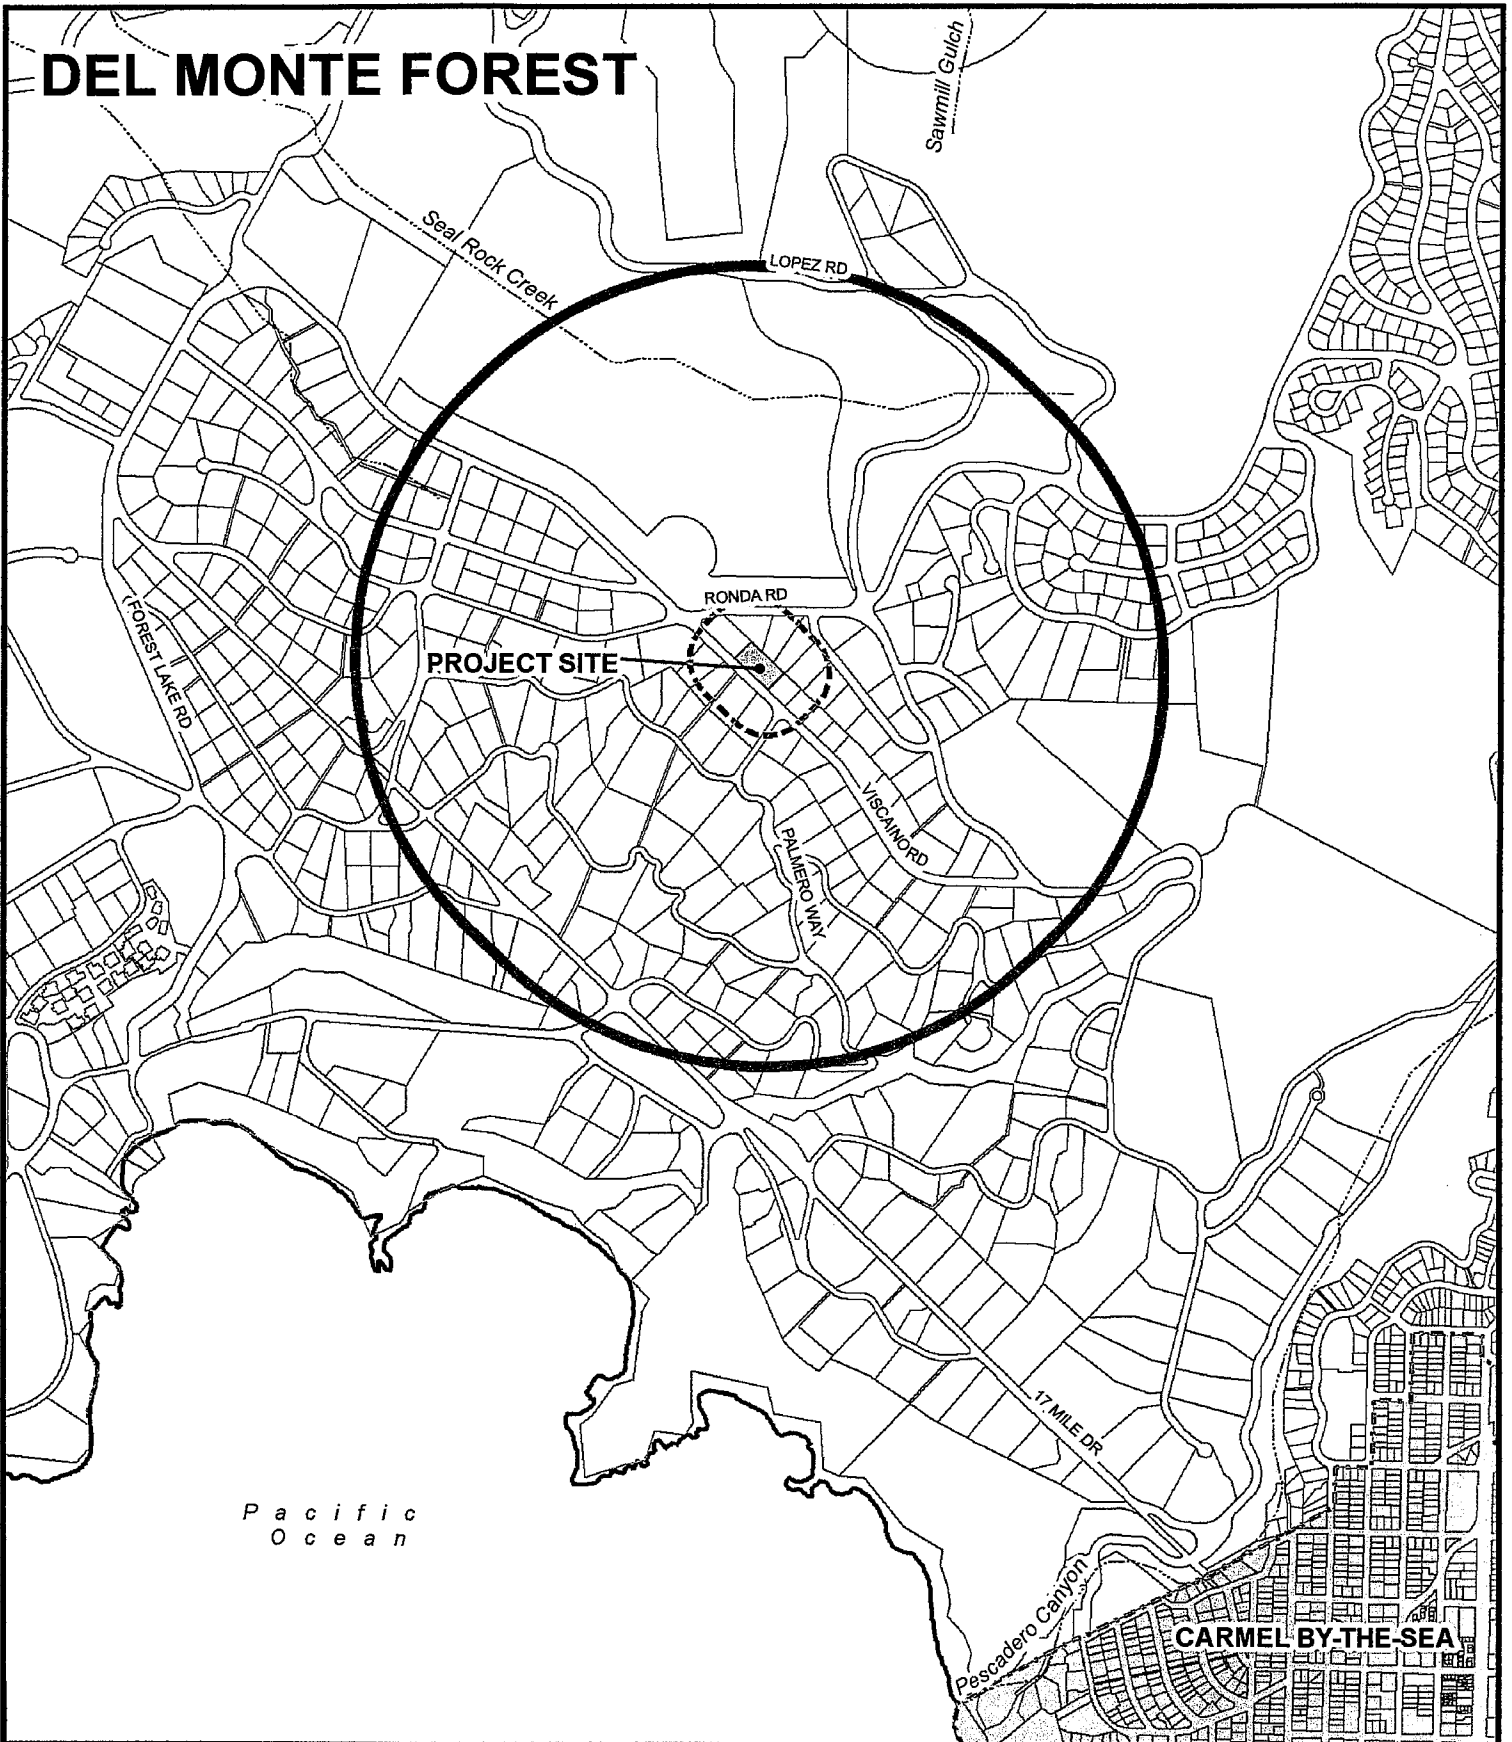 DEL MONTE FOREST
Sawmill Gulch
Seal Rock Creek
LOPEZ RD
RONDA RD
FOREST LAKE RD
PROJECT SITE
VISCAINO RD
PALMERO WAY
17 MILE DR
Pacific
Ocean
Pescadero Canyon
CARMEL BY-THE-SEA